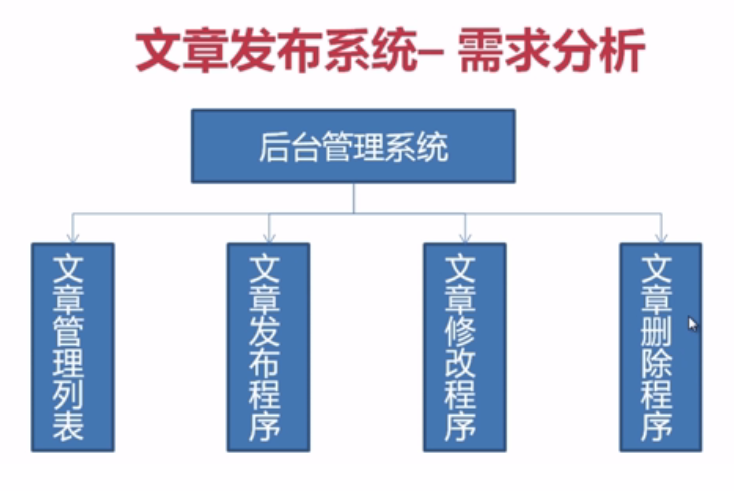 文章发布系统– 需求分析
后台管理系统
文章管理列表
文章发布程序
文章修改程序
文章删除程序